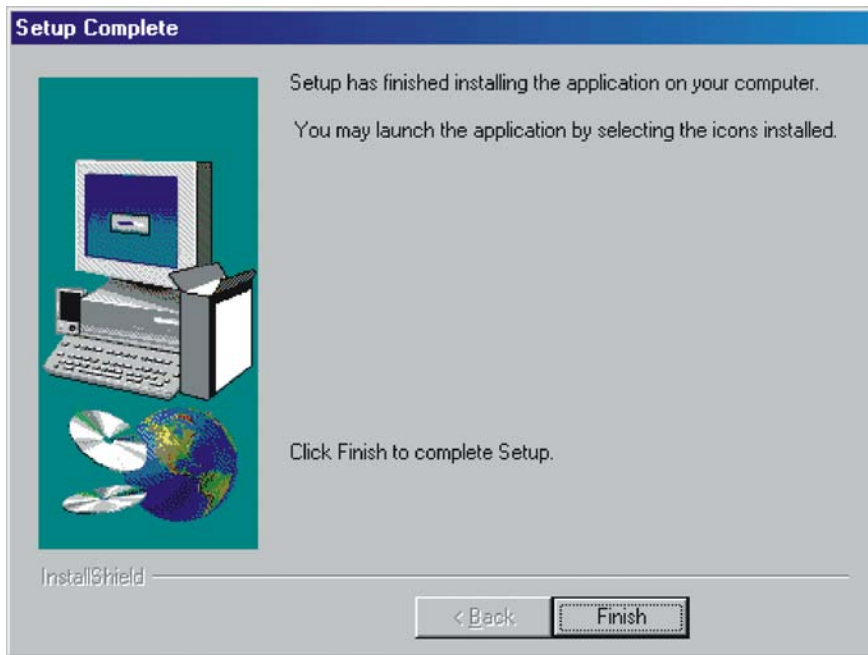 Setup Complete
Setup has finished installing the application on your computer.
You may launch the application by selecting the icons installed.
Click Finish to complete Setup.
InstallShield
< Back
Finish